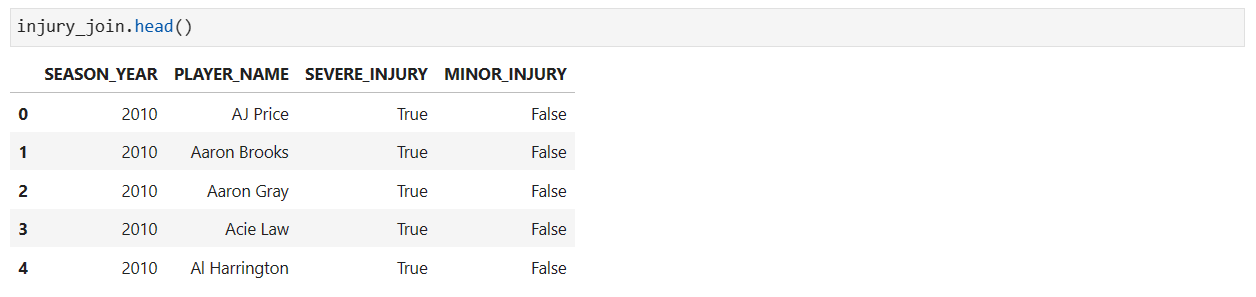 injury_join.head()
SEASON_YEAR PLAYER_NAME SEVERE_INJURY MINOR_INJURY
0 2010 AJ Price True False
1 2010 Aaron Brooks True False
2 2010 Aaron Gray True False
3 2010 Acie Law True False
4 2010 Al Harrington True False